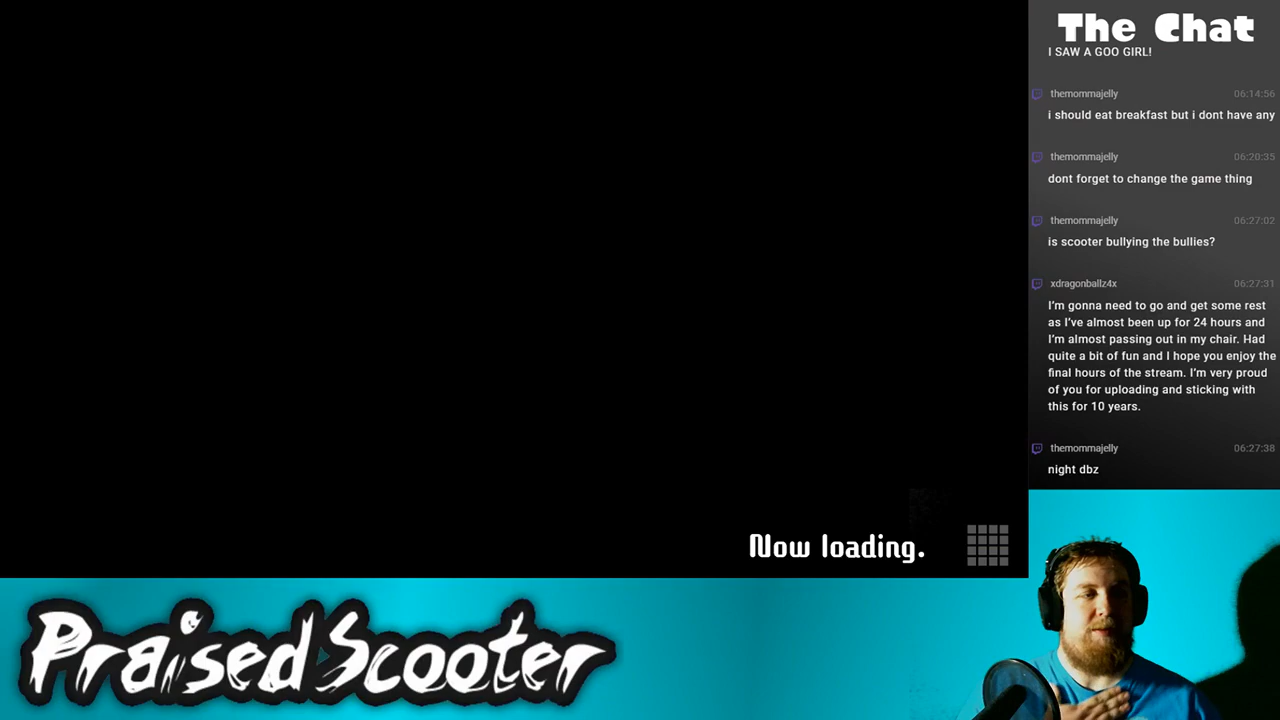 The Chat
I SAW A GOO GIRL!
themommajelly 06:14:56
i should eat breakfast but i dont have any
themommajelly 06:20:35
dont forget to change the game thing
themommajelly 06:27:02
is scooter bullying the bullies?
xdragonballz4x 06:27:31
I'm gonna need to go and get some rest
as I've almost been up for 24 hours and
I'm almost passing out in my chair. Had
quite a bit of fun and I hope you enjoy the
final hours of the stream. I'm very proud
of you for uploading and sticking with
this for 10 years.
themommajelly 06:27:38
night dbz
Now loading.
PraisedScooter